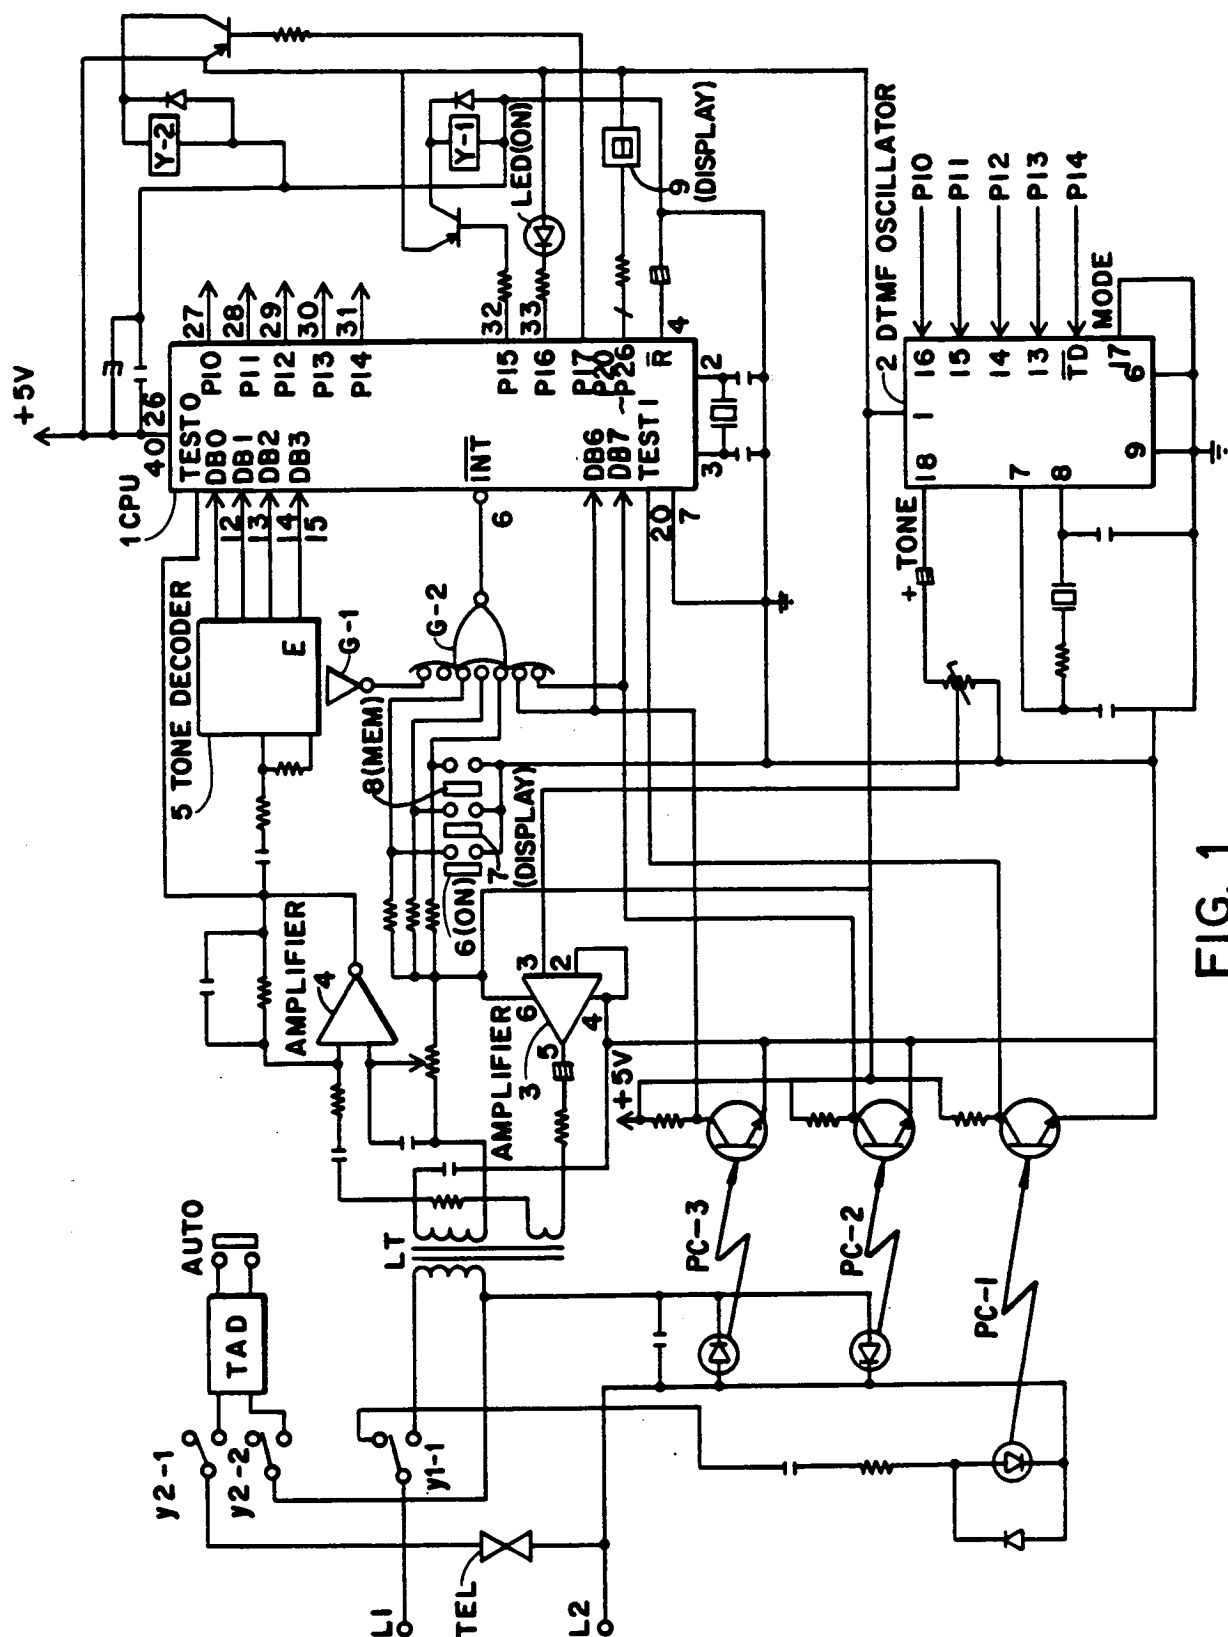 +5V
Y-2
Y-1
LED(ON)
9
(DISPLAY)
40
26
27
28
29
30
31
32
33
4
1 CPU
TEST0
DB0
DB1
DB2
DB3
P10
P11
P12
P13
P14
P15
P16
P17
P20
~P26
R
INT
DB6
DB7
TEST1
12
13
14
15
6
20
7
3
2
5 TONE DECODER
E
G-1
G-2
8(MEM)
7
(DISPLAY)
6(ON)
AMPLIFIER
4
AMPLIFIER
3
6
3
2
4
5
+5V
2 DTMF OSCILLATOR
P10
P11
P12
P13
P14
16
15
14
13
TD
MODE
17
6
9
1
18
7
8
TONE
+
AUTO
TAD
LT
PC-3
PC-2
PC-1
y2-1
y2-2
y1-1
L1
TEL
L2
FIG. 1